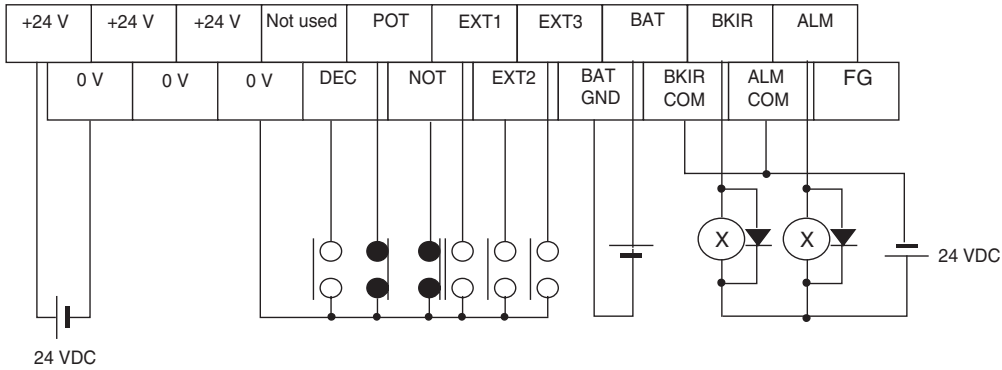 +24 V +24 V +24 V Not used POT EXT1 EXT3 BAT BKIR ALM
0 V 0 V 0 V DEC NOT EXT2 BAT GND BKIR COM ALM COM FG
X X
24 VDC
24 VDC